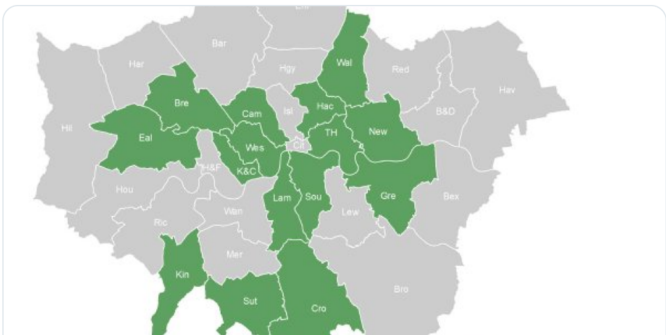 Bar
Wal
Har
Hgy
Red
Hav
Bre
Hac
Cam
Isl
B&D
Hil
Eal
TH
New
Wes
Cit
H&F
K&C
Hou
Lam
Sou
Gre
Bex
Wan
Lew
Ric
Mer
Kin
Bro
Sut
Cro